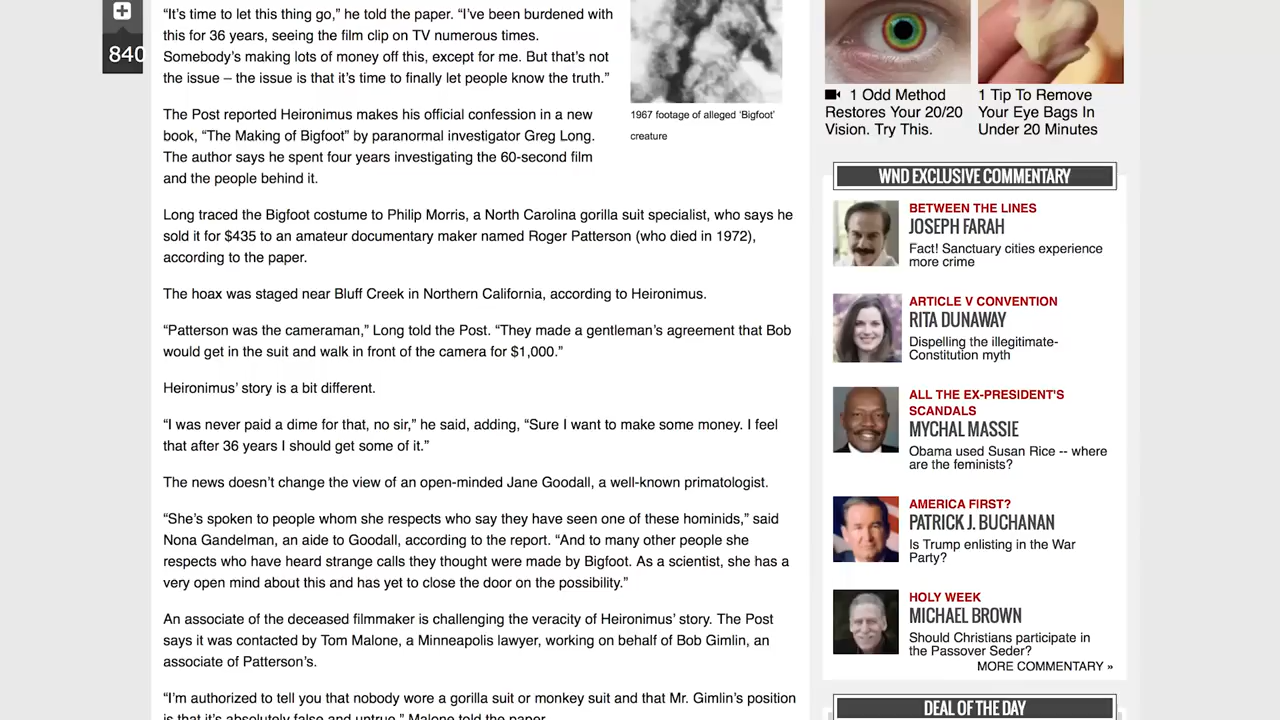 840
“It’s time to let this thing go,” he told the paper. “I’ve been burdened with
this for 36 years, seeing the film clip on TV numerous times.
Somebody’s making lots of money off this, except for me. But that’s not
the issue – the issue is that it’s time to finally let people know the truth.”
The Post reported Heironimus makes his official confession in a new
book, “The Making of Bigfoot” by paranormal investigator Greg Long.
The author says he spent four years investigating the 60-second film
and the people behind it.
1967 footage of alleged ‘Bigfoot’
creature
Long traced the Bigfoot costume to Philip Morris, a North Carolina gorilla suit specialist, who says he
sold it for $435 to an amateur documentary maker named Roger Patterson (who died in 1972),
according to the paper.
The hoax was staged near Bluff Creek in Northern California, according to Heironimus.
“Patterson was the cameraman,” Long told the Post. “They made a gentleman’s agreement that Bob
would get in the suit and walk in front of the camera for $1,000.”
Heironimus’ story is a bit different.
“I was never paid a dime for that, no sir,” he said, adding, “Sure I want to make some money. I feel
that after 36 years I should get some of it.”
The news doesn’t change the view of an open-minded Jane Goodall, a well-known primatologist.
“She’s spoken to people whom she respects who say they have seen one of these hominids,” said
Nona Gandelman, an aide to Goodall, according to the report. “And to many other people she
respects who have heard strange calls they thought were made by Bigfoot. As a scientist, she has a
very open mind about this and has yet to close the door on the possibility.”
An associate of the deceased filmmaker is challenging the veracity of Heironimus’ story. The Post
says it was contacted by Tom Malone, a Minneapolis lawyer, working on behalf of Bob Gimlin, an
associate of Patterson’s.
“I’m authorized to tell you that nobody wore a gorilla suit or monkey suit and that Mr. Gimlin’s position
is that it’s absolutely false and untrue,” Malone told the paper.
1 Odd Method
Restores Your 20/20
Vision. Try This.
1 Tip To Remove
Your Eye Bags In
Under 20 Minutes
WND EXCLUSIVE COMMENTARY
BETWEEN THE LINES
JOSEPH FARAH
Fact! Sanctuary cities experience
more crime
ARTICLE V CONVENTION
RITA DUNAWAY
Dispelling the illegitimate-
Constitution myth
ALL THE EX-PRESIDENT'S
SCANDALS
MYCHAL MASSIE
Obama used Susan Rice -- where
are the feminists?
AMERICA FIRST?
PATRICK J. BUCHANAN
Is Trump enlisting in the War
Party?
HOLY WEEK
MICHAEL BROWN
Should Christians participate in
the Passover Seder?
MORE COMMENTARY »
DEAL OF THE DAY